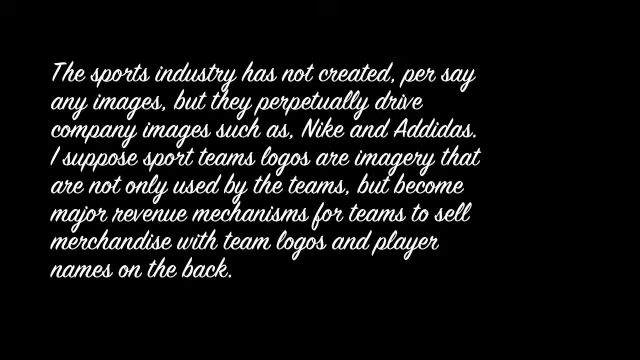 The sports industry has not created, per say
any images, but they perpetually drive
company images such as, Nike and Addidas.
I suppose sport teams logos are imagery that
are not only used by the teams, but become
major revenue mechanisms for teams to sell
merchandise with team logos and player
names on the back.